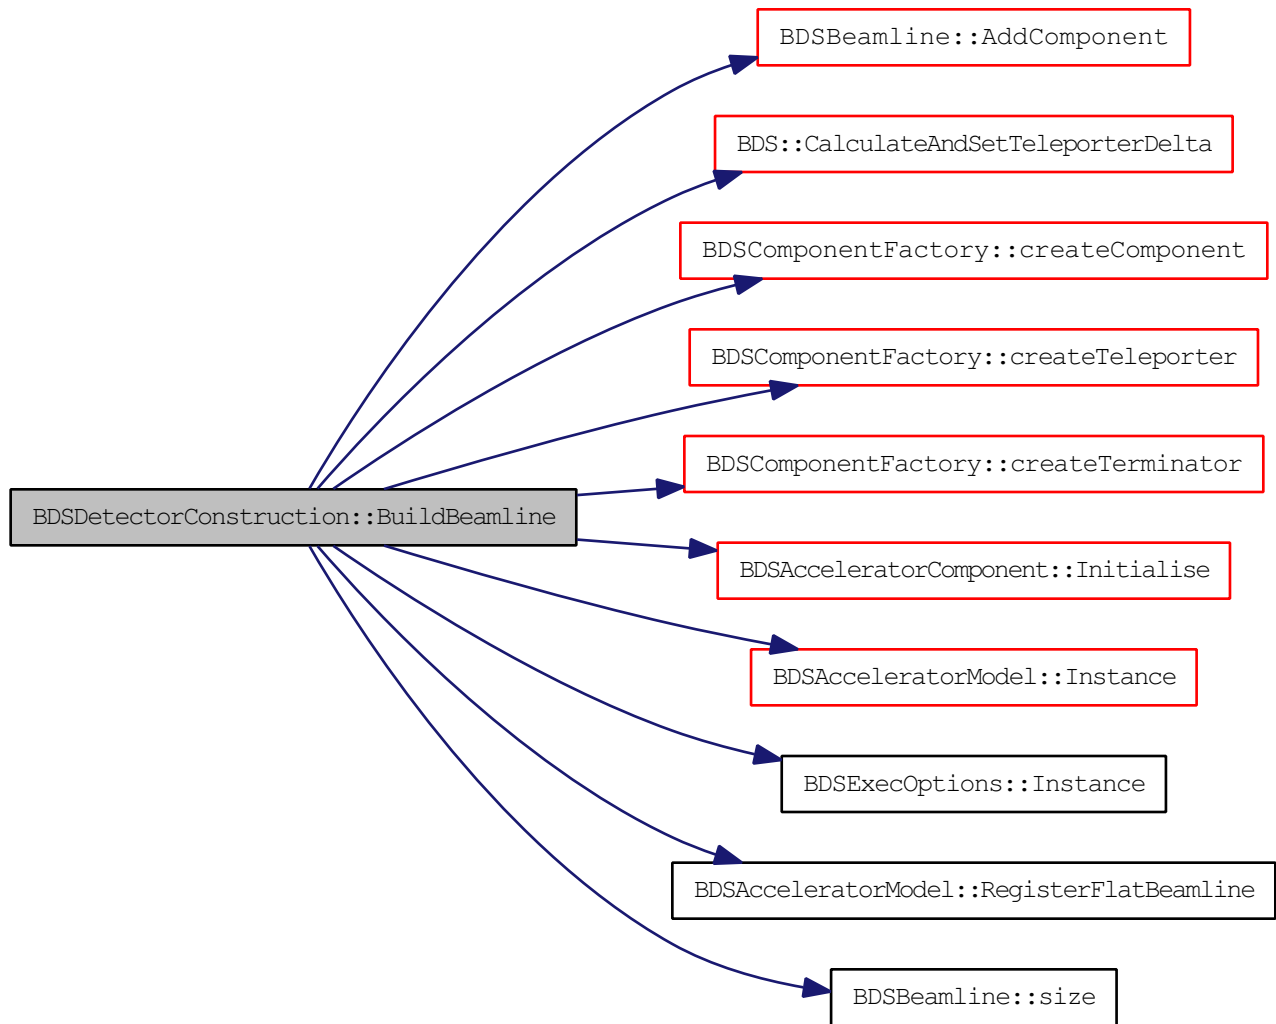 BDSBeamline::AddComponent
BDS::CalculateAndSetTeleporterDelta
BDSComponentFactory::createComponent
BDSComponentFactory::createTeleporter
BDSComponentFactory::createTerminator
BDSDetectorConstruction::BuildBeamline
BDSAcceleratorComponent::Initialise
BDSAcceleratorModel::Instance
BDSExecOptions::Instance
BDSAcceleratorModel::RegisterFlatBeamline
BDSBeamline::size